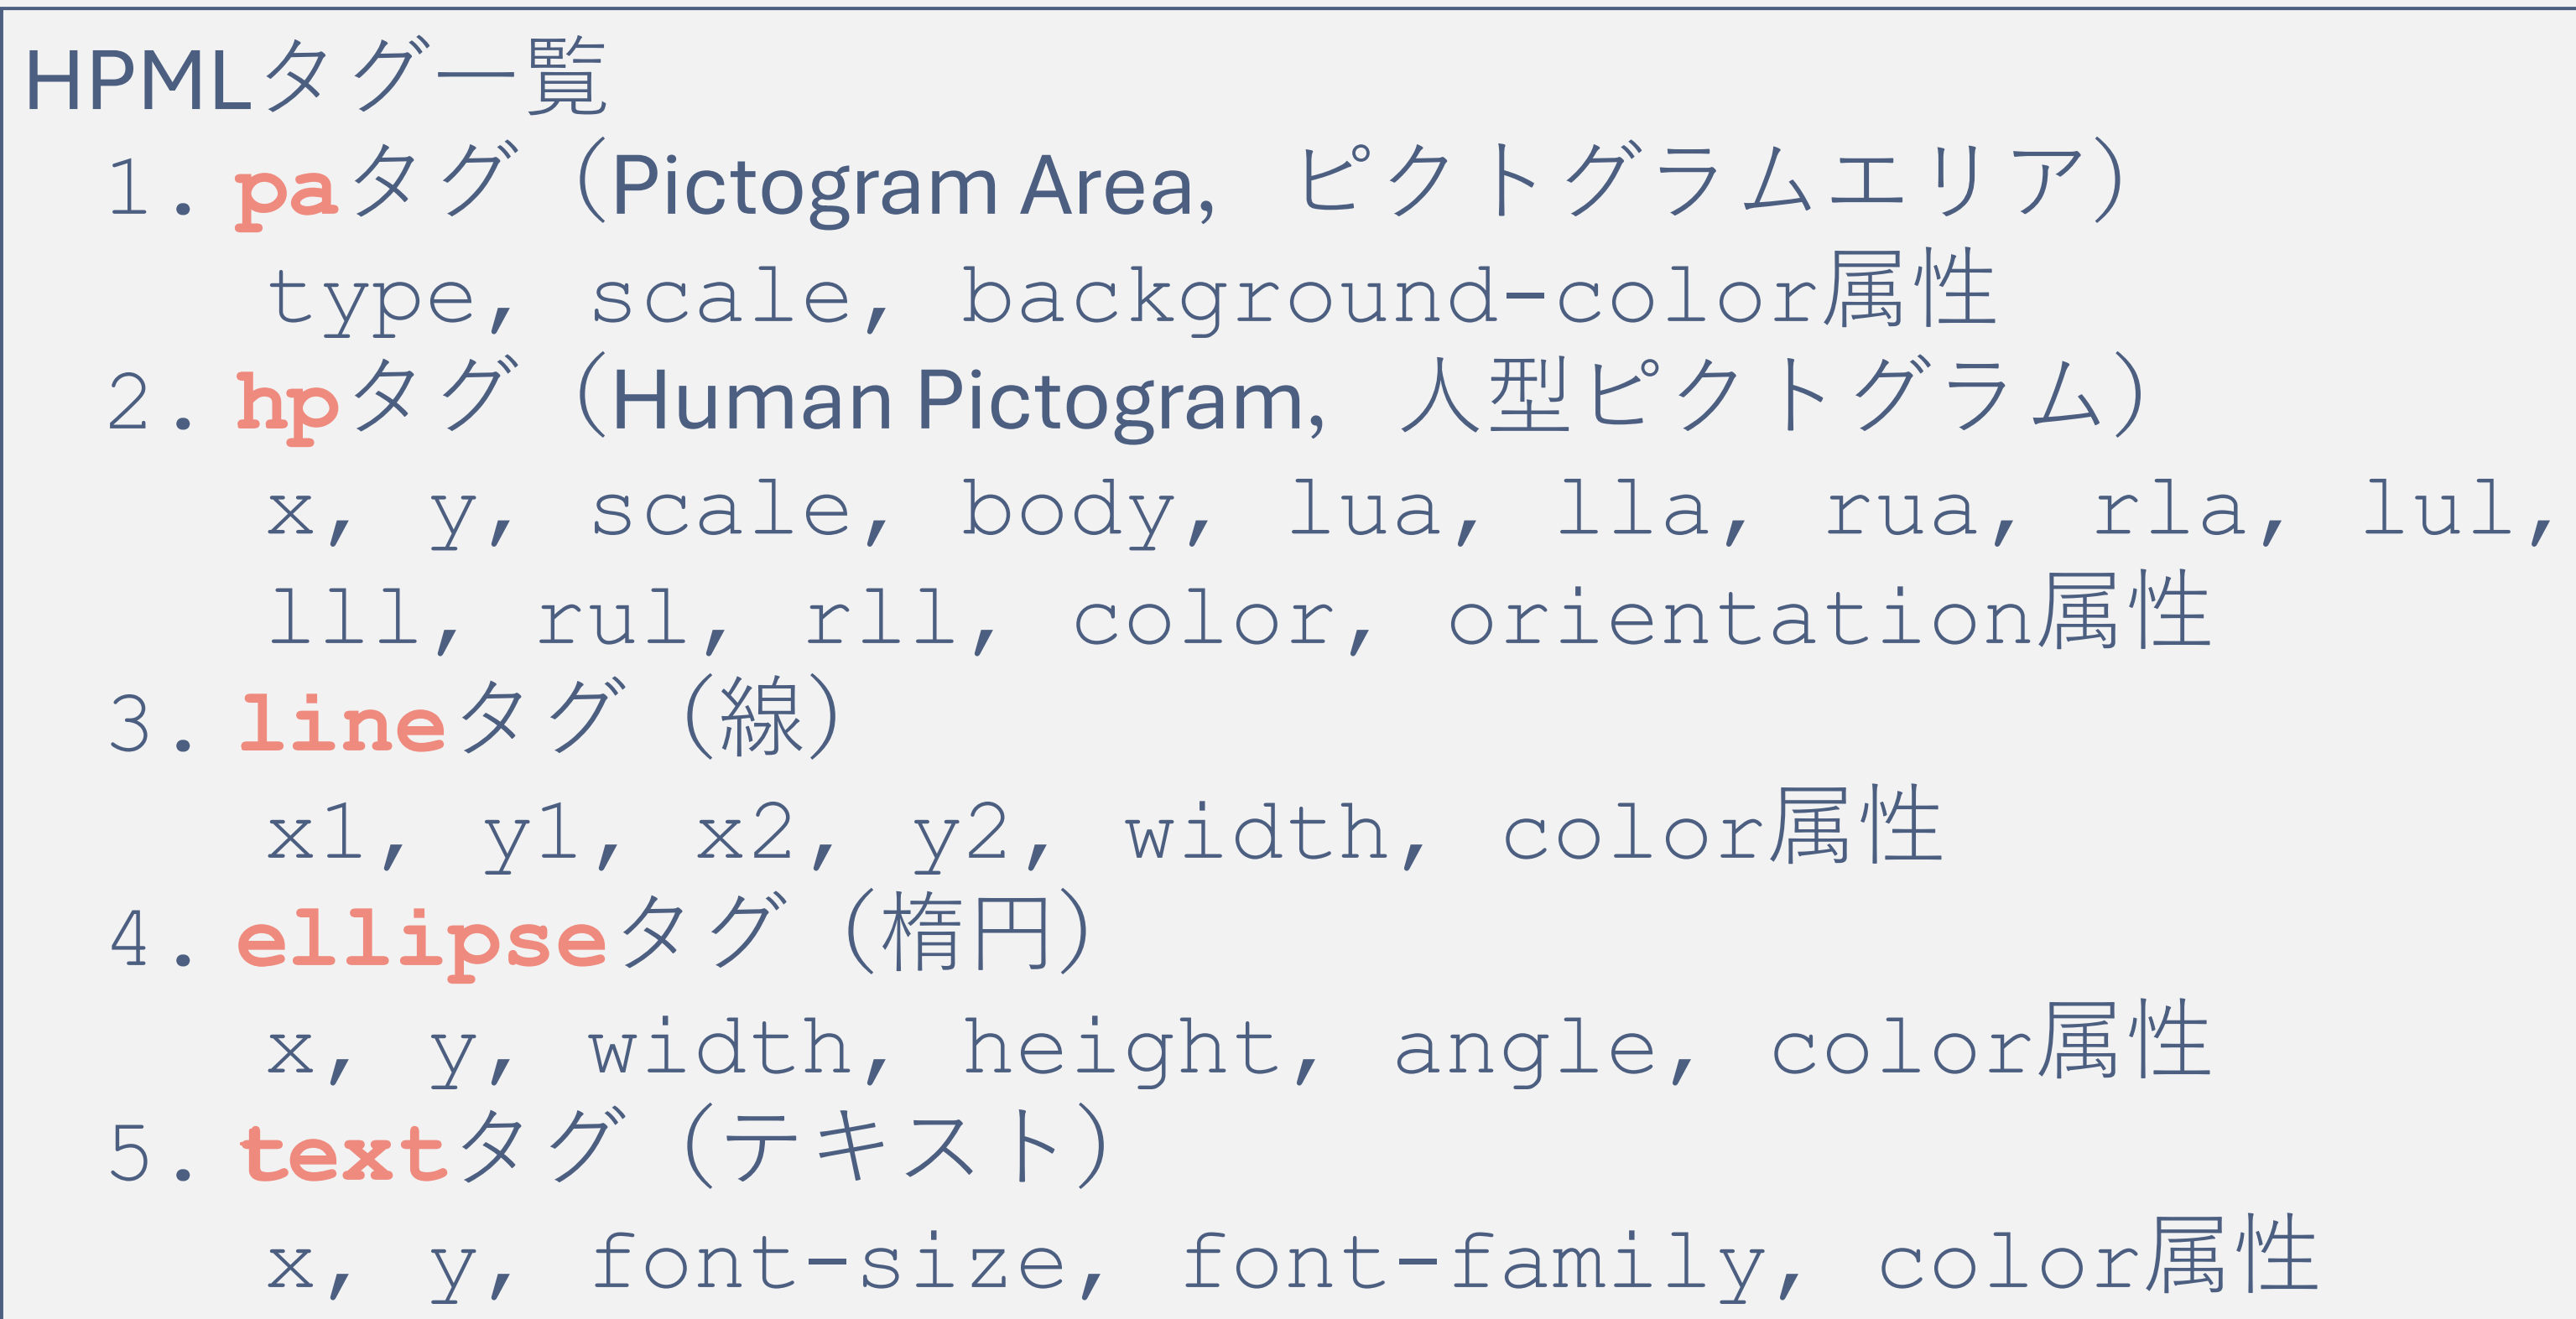 HPMLタグ一覧
1. paタグ（Pictogram Area, ピクトグラムエリア）
type, scale, background-color属性
2. hpタグ（Human Pictogram, 人型ピクトグラム）
x, y, scale, body, lua, lla, rua, rla, lul,
lll, rul, rll, color, orientation属性
3. lineタグ（線）
x1, y1, x2, y2, width, color属性
4. ellipseタグ（楕円）
x, y, width, height, angle, color属性
5. textタグ（テキスト）
x, y, font-size, font-family, color属性